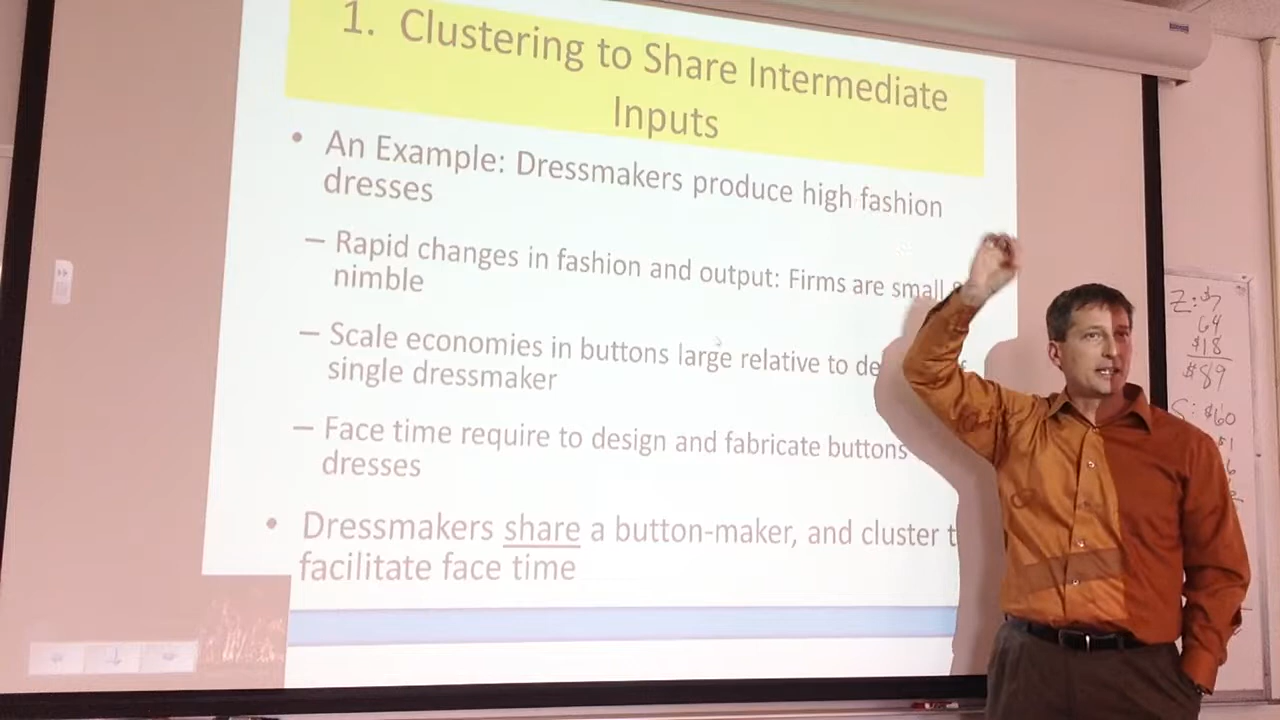 1. Clustering to Share Intermediate
Inputs
• An Example: Dressmakers produce high fashion
dresses
– Rapid changes in fashion and output: Firms are small
nimble
– Scale economies in buttons large relative to
single dressmaker
– Face time require to design and fabricate buttons
dresses
• Dressmakers share a button-maker, and cluster
facilitate face time
Z: $7
64
$18
$89
S: $60